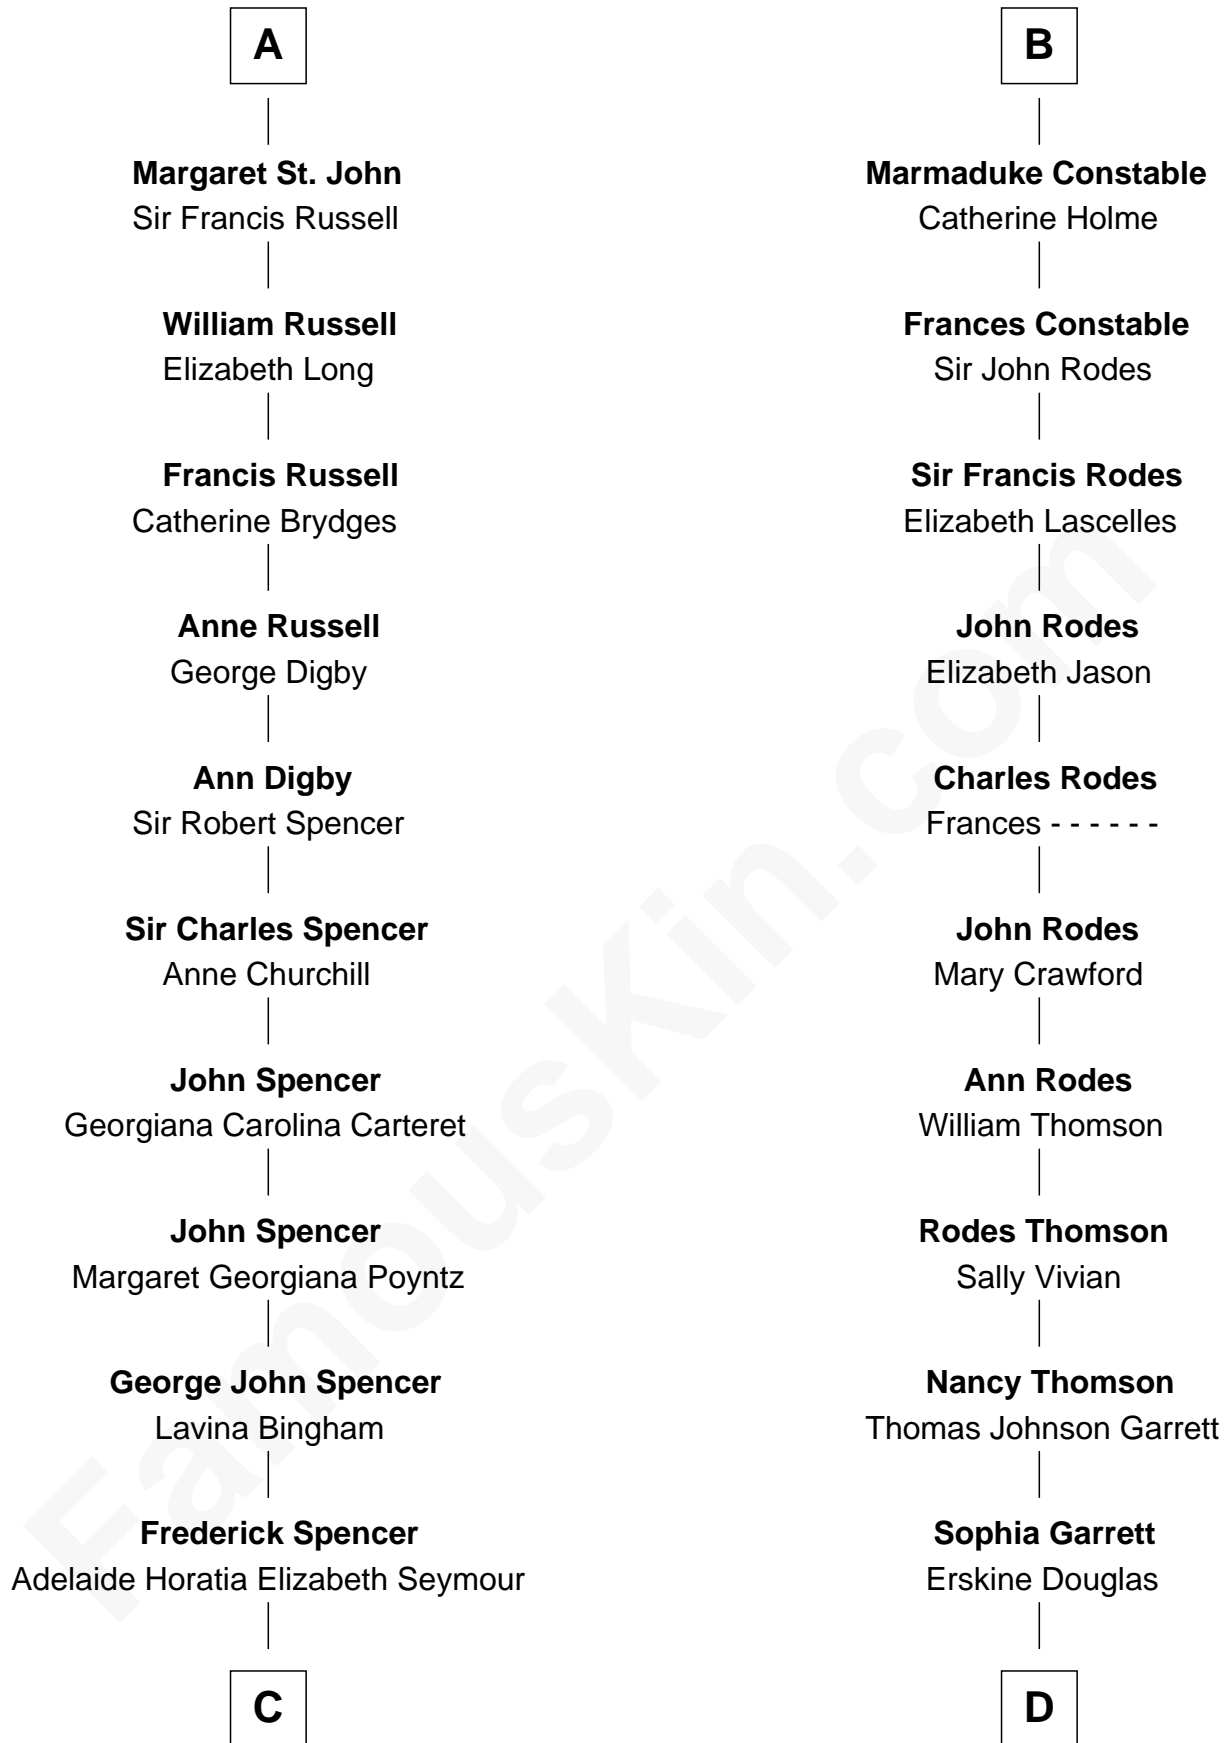 A
Margaret St. John
Sir Francis Russell
William Russell
Elizabeth Long
Francis Russell
Catherine Brydges
Anne Russell
George Digby
Ann Digby
Sir Robert Spencer
Sir Charles Spencer
Anne Churchill
John Spencer
Georgiana Carolina Carteret
John Spencer
Margaret Georgiana Poyntz
George John Spencer
Lavina Bingham
Frederick Spencer
Adelaide Horatia Elizabeth Seymour
C
B
Marmaduke Constable
Catherine Holme
Frances Constable
Sir John Rodes
Sir Francis Rodes
Elizabeth Lascelles
John Rodes
Elizabeth Jason
Charles Rodes
Frances - - - - - -
John Rodes
Mary Crawford
Ann Rodes
William Thomson
Rodes Thomson
Sally Vivian
Nancy Thomson
Thomas Johnson Garrett
Sophia Garrett
Erskine Douglas
D
FamousKin.com